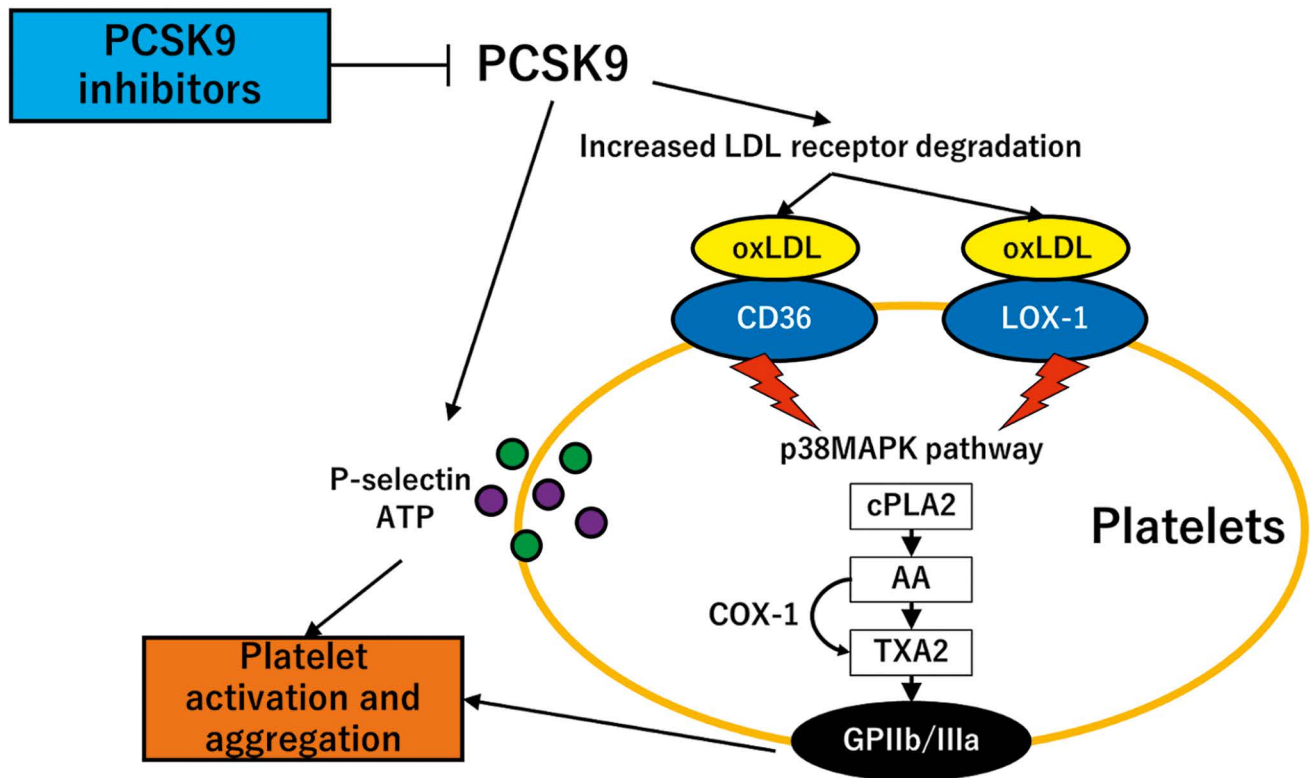 PCSK9
inhibitors
PCSK9
Increased LDL receptor degradation
oxLDL
oxLDL
CD36
LOX-1
p38MAPK pathway
P-selectin
ATP
cPLA2
Platelets
AA
COX-1
TXA2
Platelet
activation and
aggregation
GPIIb/IIIa